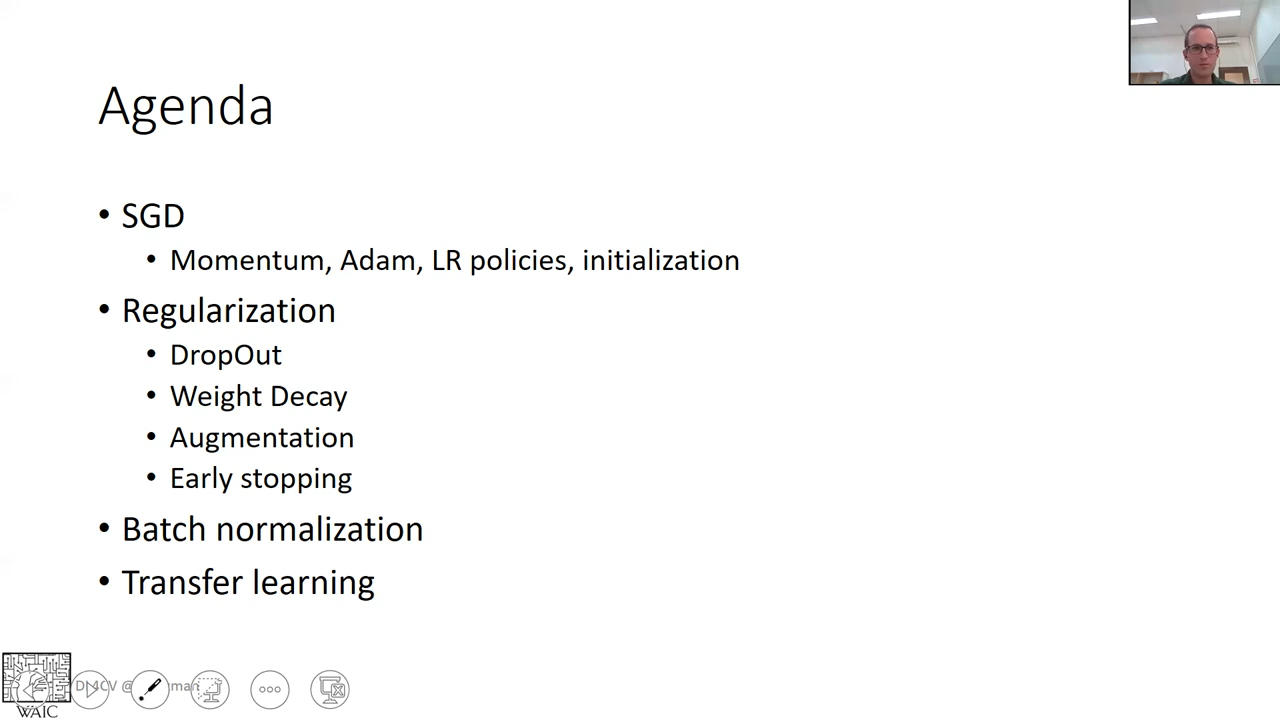 Agenda
• SGD
• Momentum, Adam, LR policies, initialization
• Regularization
• DropOut
• Weight Decay
• Augmentation
• Early stopping
• Batch normalization
• Transfer learning
WAIC